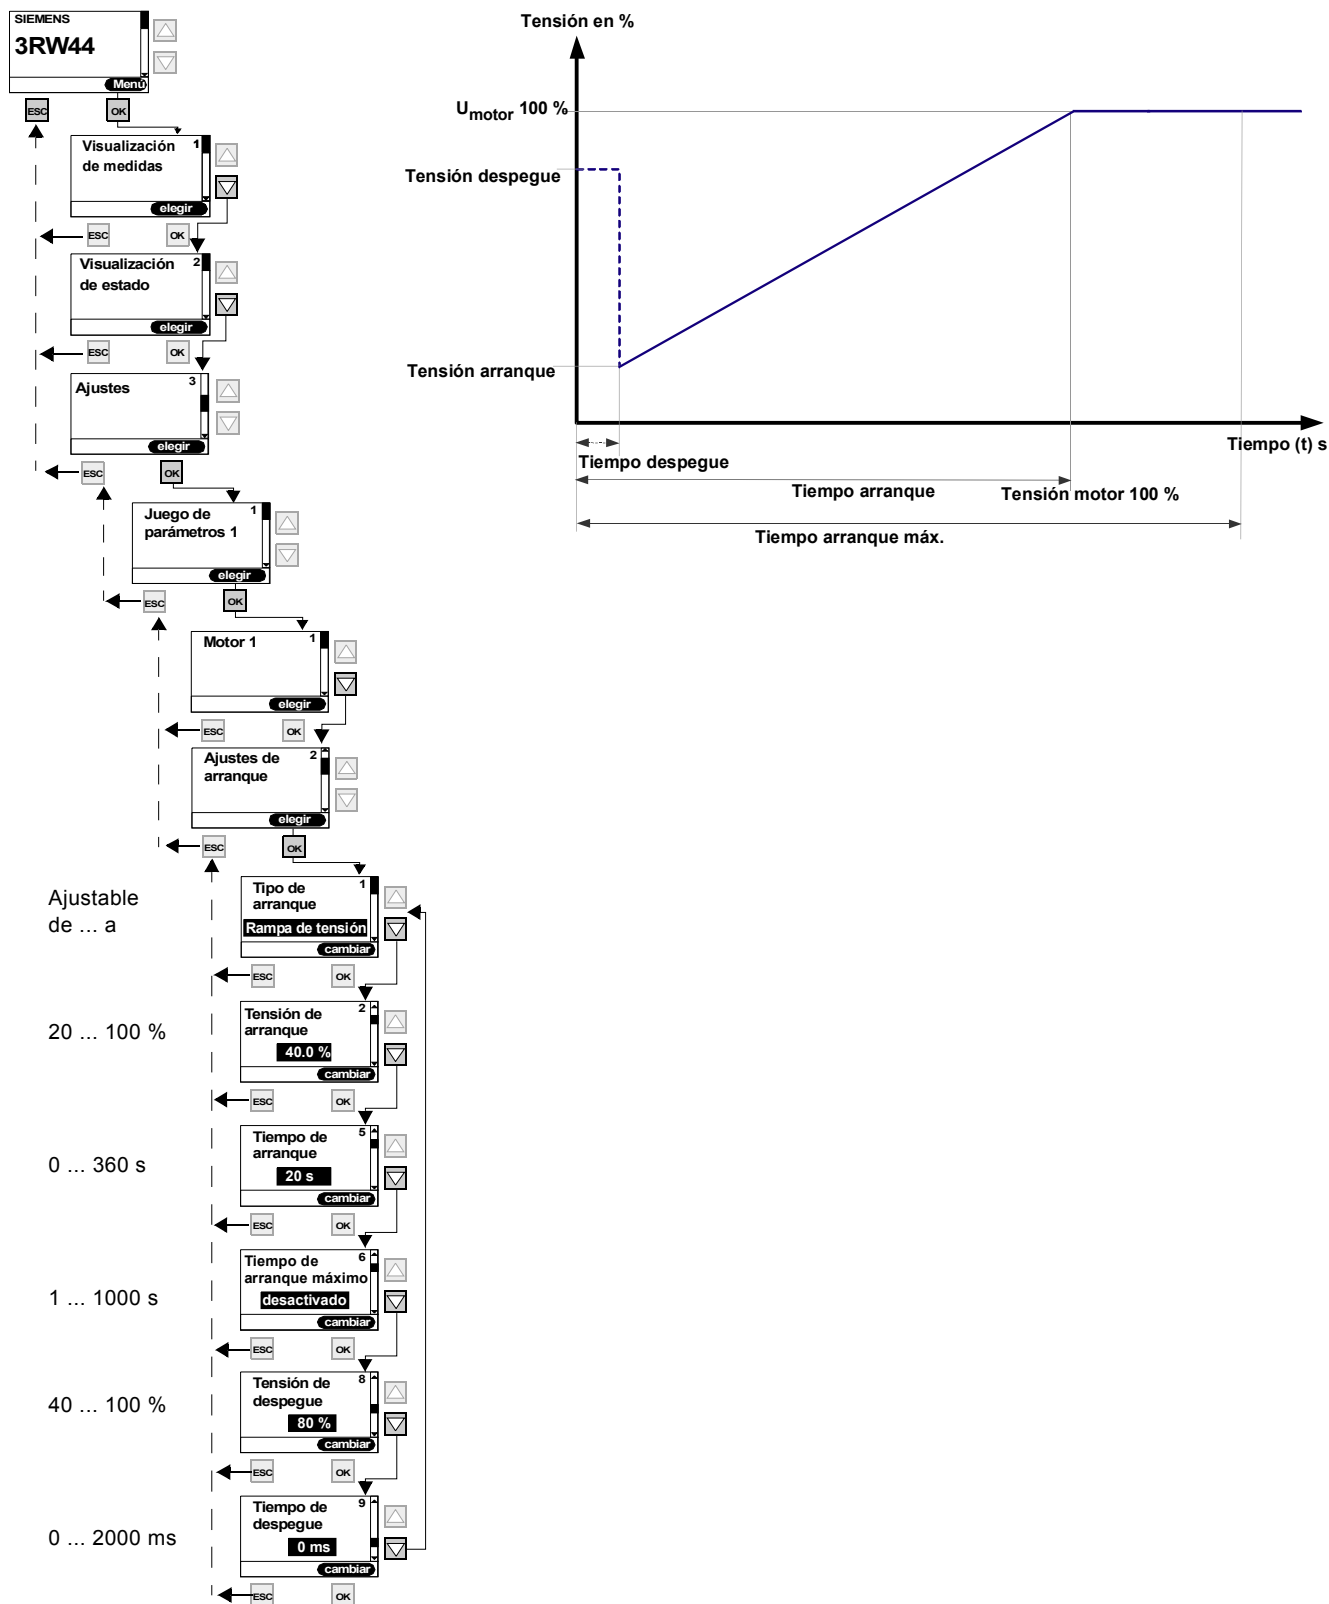 SIEMENS
3RW44
Menú
ESC
OK
Visualización 1
de medidas
elegir
ESC
OK
Visualización 2
de estado
elegir
ESC
OK
Ajustes 3
elegir
ESC
OK
Juego de 1
parámetros 1
elegir
ESC
OK
Motor 1 1
elegir
ESC
OK
Ajustes de 2
arranque
elegir
ESC
OK
Ajustable
de ... a
Tipo de 1
arranque
Rampa de tensión
cambiar
ESC
OK
20 ... 100 %
Tensión de 2
arranque
40.0 %
cambiar
ESC
OK
0 ... 360 s
Tiempo de 5
arranque
20 s
cambiar
ESC
OK
1 ... 1000 s
Tiempo de 6
arranque máximo
desactivado
cambiar
ESC
OK
40 ... 100 %
Tensión de 8
despegue
80 %
cambiar
ESC
OK
0 ... 2000 ms
Tiempo de 9
despegue
0 ms
cambiar
ESC
OK
Tensión en %
Umotor 100 %
Tensión despegue
Tensión arranque
Tiempo (t) s
Tiempo despegue
Tiempo arranque
Tensión motor 100 %
Tiempo arranque máx.